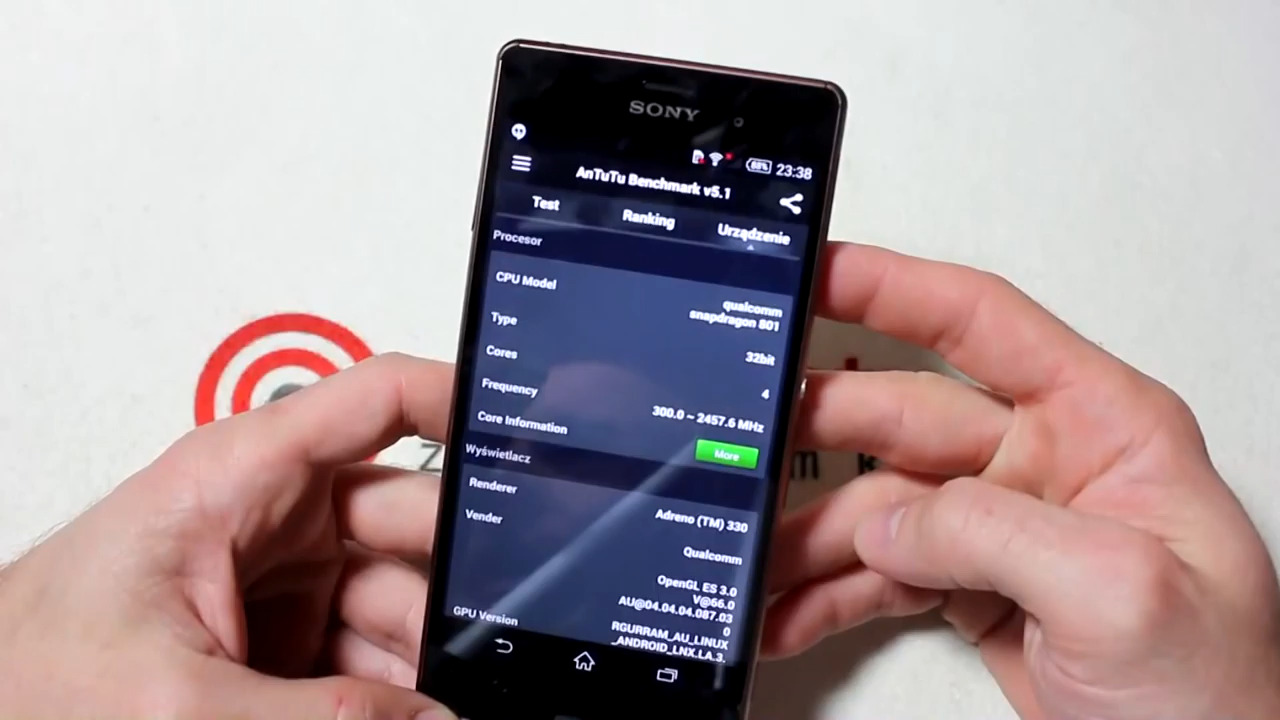 SONY
88% 23:38
AnTuTu Benchmark v5.1
Test Ranking Urządzenie
Procesor
CPU Model qualcomm
snapdragon 801
Type 32bit
Cores 4
Frequency 300.0 ~ 2457.6 MHz
Core Information More
Wyświetlacz
Renderer Adreno (TM) 330
Vender Qualcomm
OpenGL ES 3.0
V@66.0
AU@04.04.04.087.03
0
GPU Version RGURRAM_AU_LINUX
_ANDROID_LNX.LA.3.